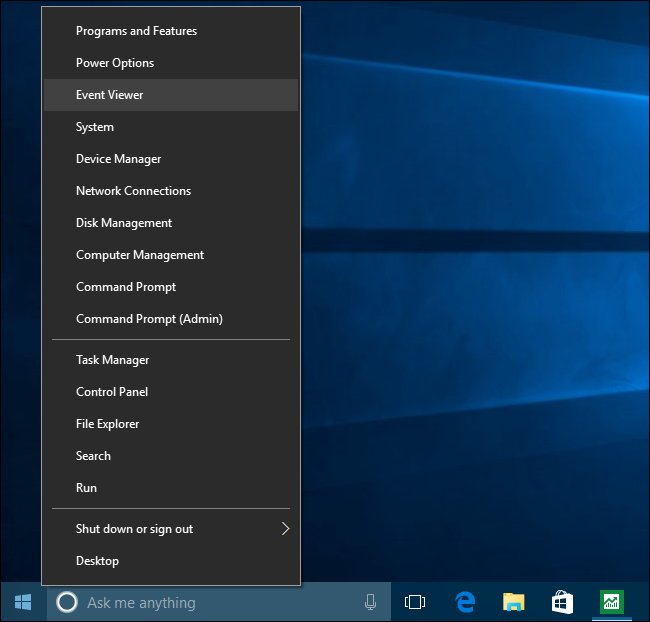 Programs and Features
Power Options
Event Viewer
System
Device Manager
Network Connections
Disk Management
Computer Management
Command Prompt
Command Prompt (Admin)
Task Manager
Control Panel
File Explorer
Search
Run
Shut down or sign out
Desktop
Ask me anything